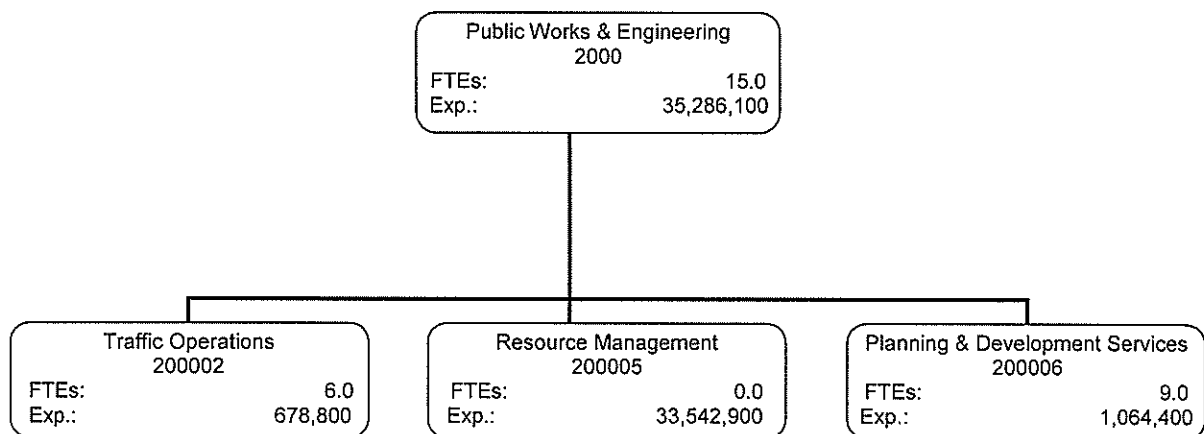 Public Works & Engineering
2000
FTEs: 15.0
Exp.: 35,286,100
Traffic Operations
200002
FTEs: 6.0
Exp.: 678,800
Resource Management
200005
FTEs: 0.0
Exp.: 33,542,900
Planning & Development Services
200006
FTEs: 9.0
Exp.: 1,064,400